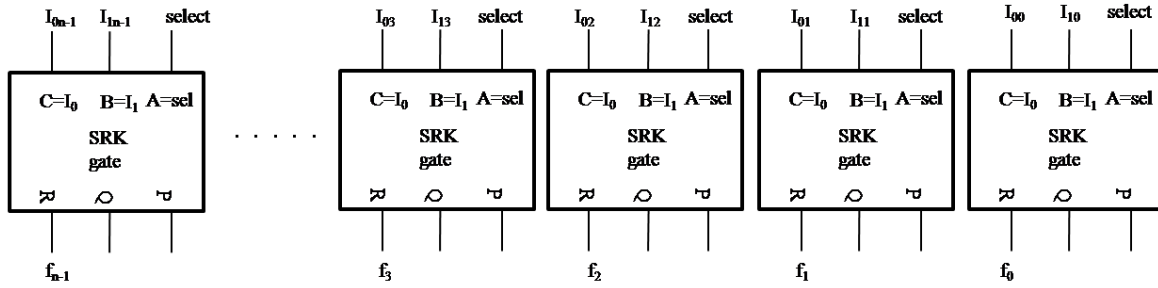 I0n-1 I1n-1 select I03 I13 select I02 I12 select I01 I11 select I00 I10 select
C=I0 B=I1 A=sel C=I0 B=I1 A=sel C=I0 B=I1 A=sel C=I0 B=I1 A=sel C=I0 B=I1 A=sel
SRK . . . . . SRK SRK SRK SRK
gate gate gate gate gate
R Q P R Q P R Q P R Q P R Q P
fn-1 f3 f2 f1 f0